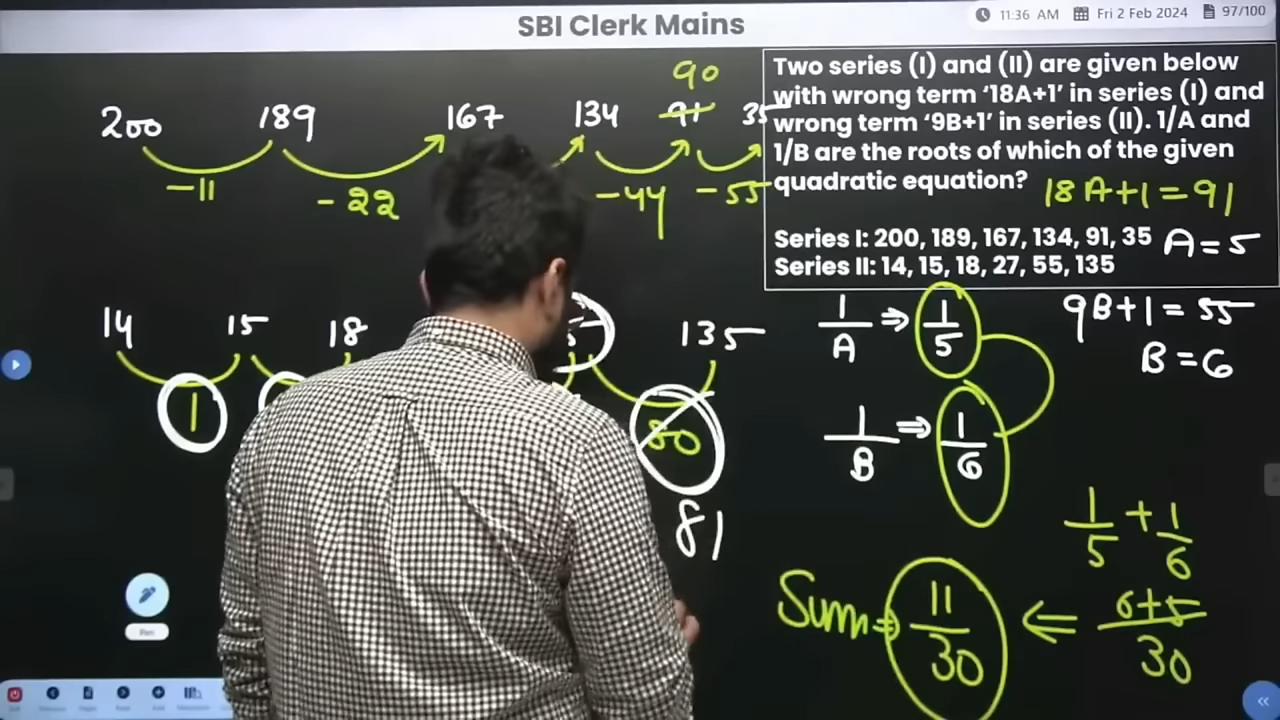 SBI Clerk Mains
11:36 AM Fri 2 Feb 2024 97/100
Two series (I) and (II) are given below
with wrong term ‘18A+1’ in series (I) and
wrong term ‘9B+1’ in series (II). 1/A and
1/B are the roots of which of the given
quadratic equation?
18A+1=91
Series I: 200, 189, 167, 134, 91, 35
A=5
Series II: 14, 15, 18, 27, 55, 135
90
200 189 167 134 91 35
-11 -22 -44 -55
14 15 18 135
1 80
81
1/A ⇒ 1/5
9B+1=55
B=6
1/B ⇒ 1/6
1/5 + 1/6
6+5/30
Sum ⇒ 11/30 ⇐
Pen